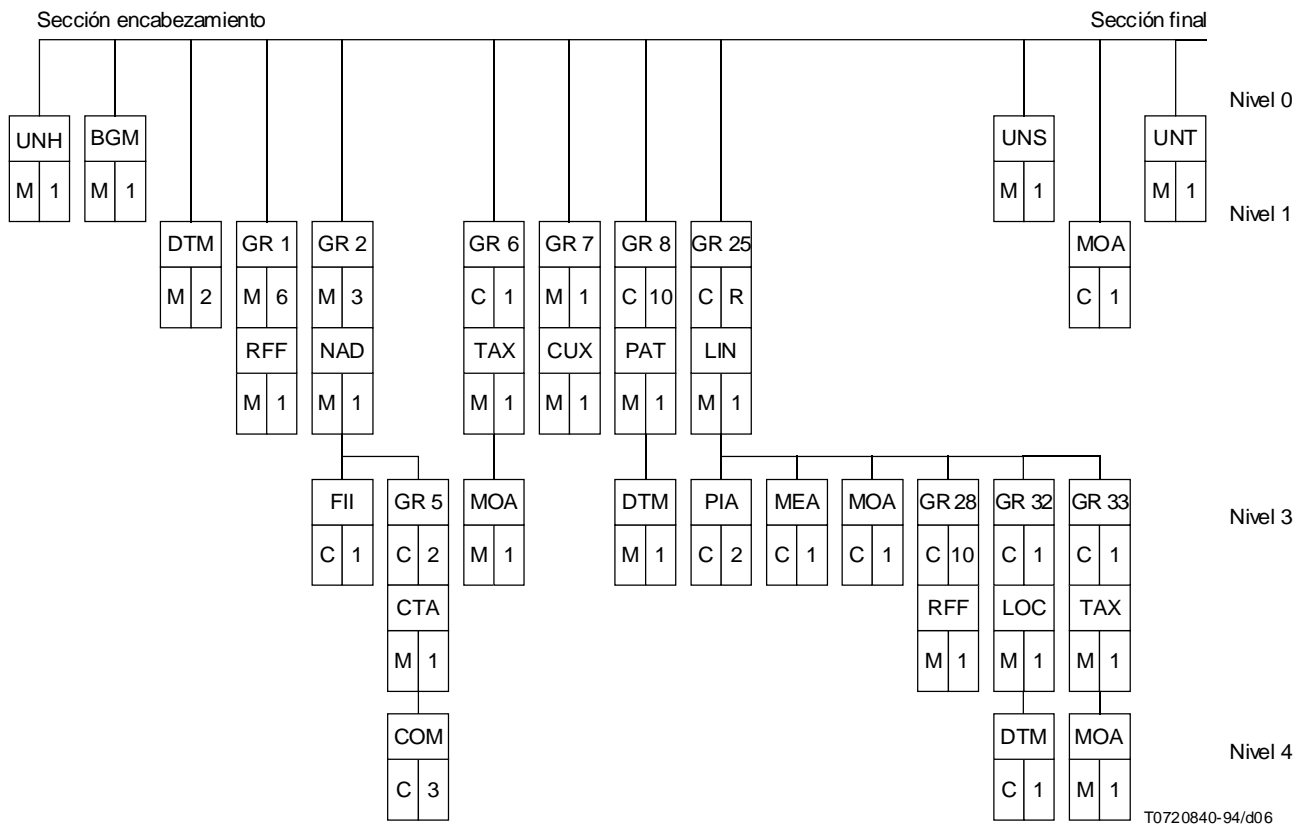 Sección encabezamiento Sección final
Nivel 0
UNH BGM UNS UNT
M 1 M 1 M 1 M 1
Nivel 1
DTM GR 1 GR 2 GR 6 GR 7 GR 8 GR 25 MOA
M 2 M 6 M 3 C 1 M 1 C 10 C R C 1
RFF NAD TAX CUX PAT LIN
M 1 M 1 M 1 M 1 M 1 M 1
FII GR 5 MOA DTM PIA MEA MOA GR 28 GR 32 GR 33
Nivel 3
C 1 C 2 M 1 M 1 C 2 C 1 C 1 C 10 C 1 C 1
CTA RFF LOC TAX
M 1 M 1 M 1 M 1
COM DTM MOA
Nivel 4
C 3 C 1 M 1
T0720840-94/d06